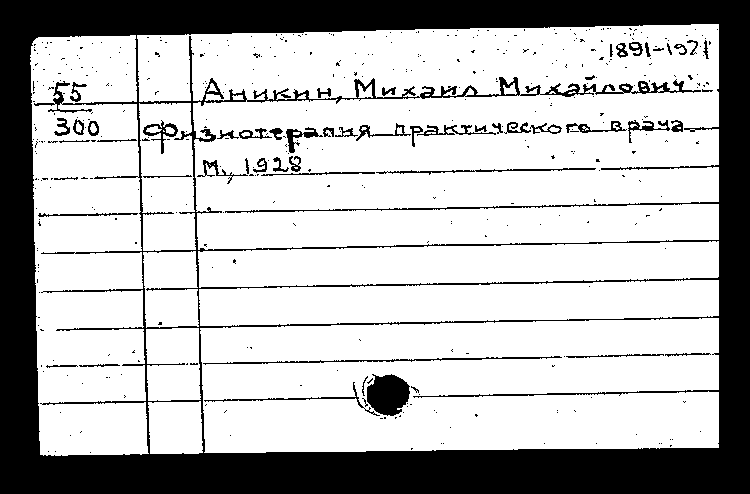 1891-1971
55
300
Аникин, Михаил Михайлович
Физиотерапия практического врача.
М., 1928.